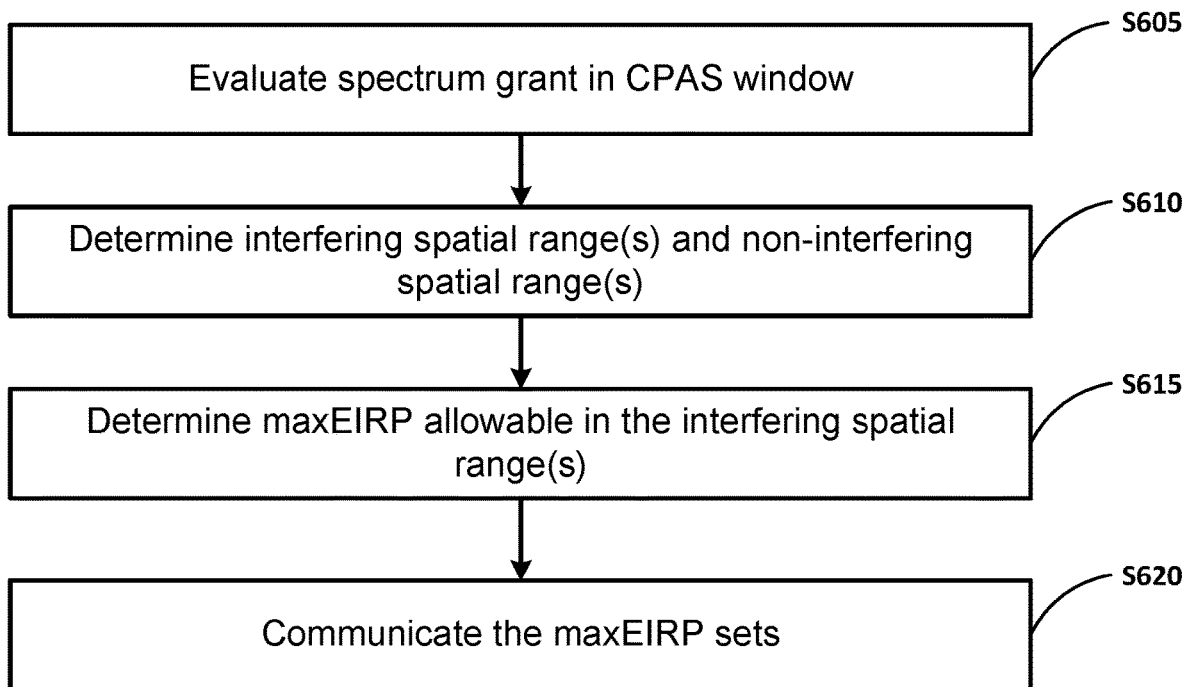 S605
Evaluate spectrum grant in CPAS window
S610
Determine interfering spatial range(s) and non-interfering
spatial range(s)
S615
Determine maxEIRP allowable in the interfering spatial
range(s)
S620
Communicate the maxEIRP sets